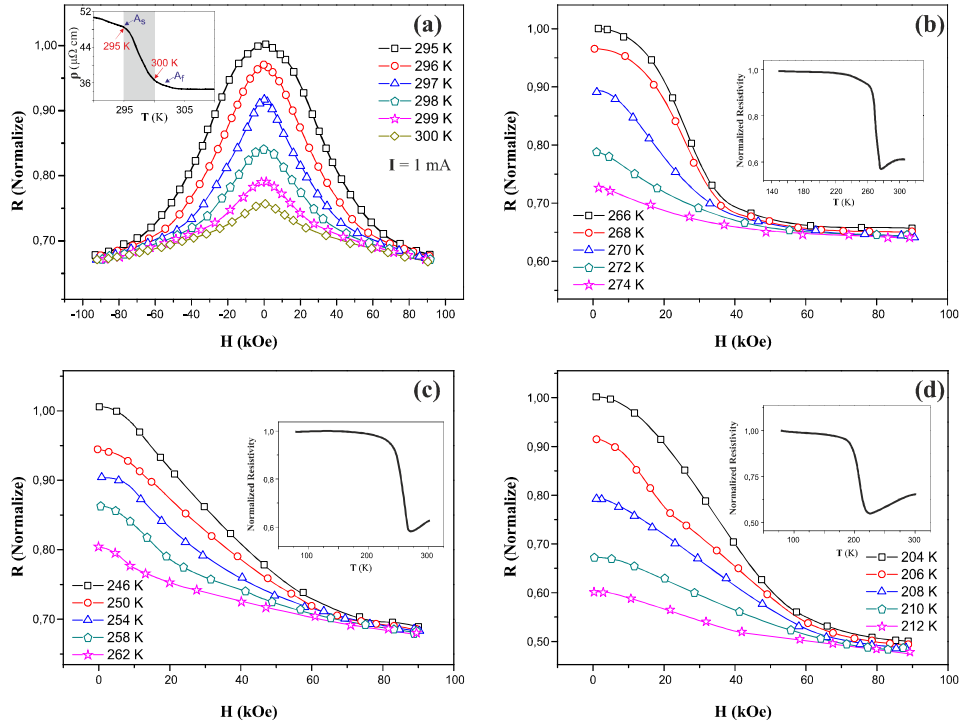 (a)
1,00
0,90
0,80
0,70
R (Normalize)
-100 -80 -60 -40 -20 0 20 40 60 80 100
H (kOe)
295 K
296 K
297 K
298 K
299 K
300 K
I = 1 mA
52
48
36
ρ (μΩ cm)
295 305
T (K)
As
295 K
300 K
Af
(b)
1,00
0,90
0,80
0,70
0,60
R (Normalize)
0 20 40 60 80 100
H (kOe)
266 K
268 K
270 K
272 K
274 K
1,0
0,8
0,6
Normalized Resistivity
140 180 220 260 300
T (K)
(c)
1,00
0,90
0,80
0,70
R (Normalize)
0 20 40 60 80 100
H (kOe)
246 K
250 K
254 K
258 K
262 K
1,0
0,8
0,6
Normalized Resistivity
100 200 300
T (K)
(d)
1,00
0,90
0,80
0,70
0,60
0,50
R (Normalize)
0 20 40 60 80 100
H (kOe)
204 K
206 K
208 K
210 K
212 K
1,0
0,75
0,50
Normalized Resistivity
100 200 300
T (K)